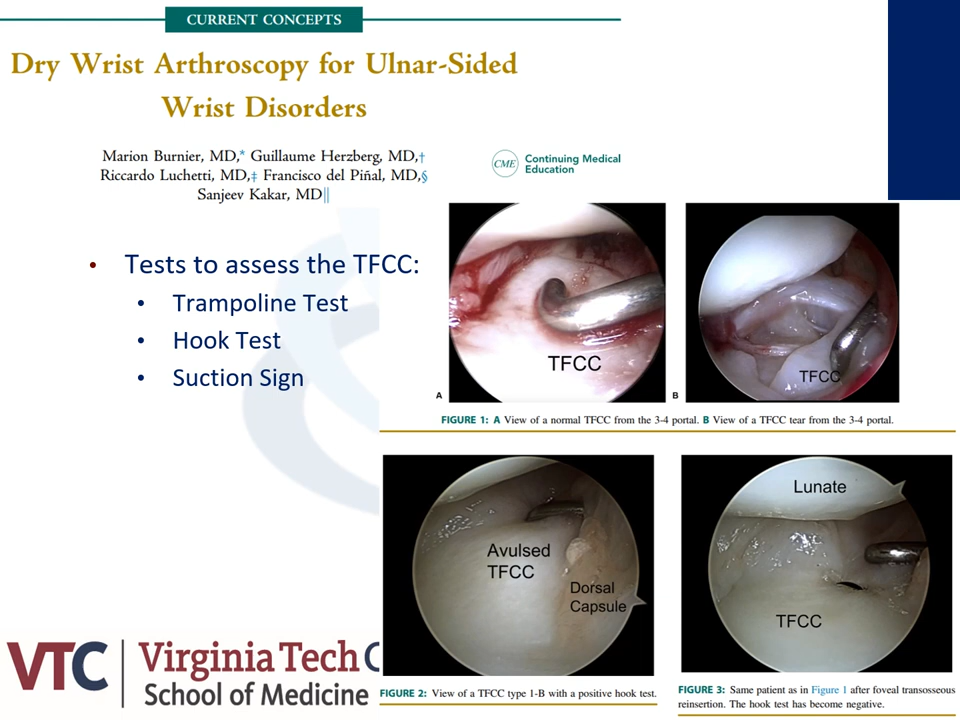 CURRENT CONCEPTS
Dry Wrist Arthroscopy for Ulnar-Sided
Wrist Disorders
Marion Burnier, MD,* Guillaume Herzberg, MD,†
Riccardo Luchetti, MD,‡ Francisco del Piñal, MD,§
Sanjeev Kakar, MD||
CME
Continuing Medical
Education
• Tests to assess the TFCC:
• Trampoline Test
• Hook Test
• Suction Sign
TFCC
A
TFCC
B
FIGURE 1: A View of a normal TFCC from the 3-4 portal. B View of a TFCC tear from the 3-4 portal.
Avulsed
TFCC
Dorsal
Capsule
FIGURE 2: View of a TFCC type 1-B with a positive hook test.
Lunate
TFCC
FIGURE 3: Same patient as in Figure 1 after foveal transosseous
reinsertion. The hook test has become negative.
VTC
Virginia Tech C
School of Medicine